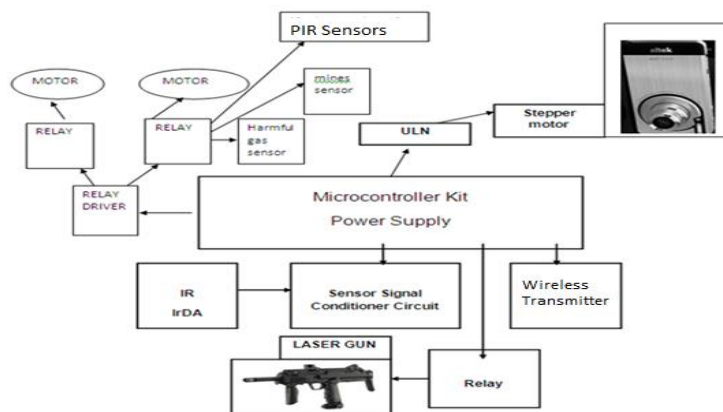 PIR Sensors
MOTOR
MOTOR
mines
sensor
RELAY
RELAY
Harmful
gas
sensor
ULN
Stepper
motor
RELAY
DRIVER
Microcontroller Kit
Power Supply
IR
IrDA
Sensor Signal
Conditioner Circuit
Wireless
Transmitter
LASER GUN
Relay